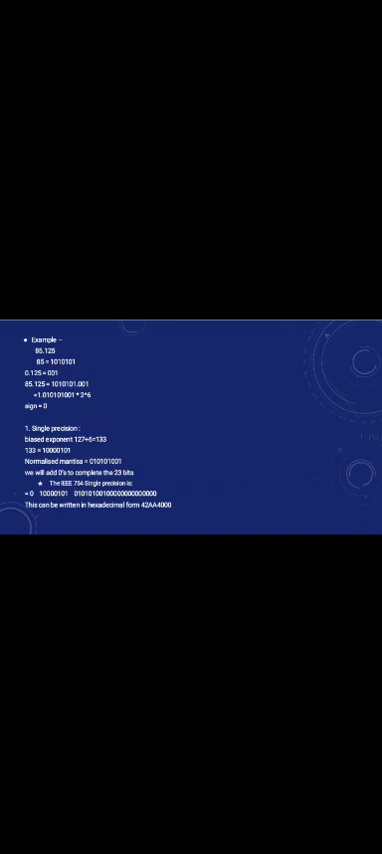 • Example –
85.125
85 = 1010101
0.125 = 001
85.125 = 1010101.001
=1.010101001 * 2^6
sign = 0
1. Single precision :
biased exponent 127+6=133
133 = 10000101
Normalised mantisa = 010101001
we will add 0's to complete the 23 bits
★ The IEEE 754 Single precision is:
= 0 10000101 01010100100000000000000
This can be written in hexadecimal form 42AA4000